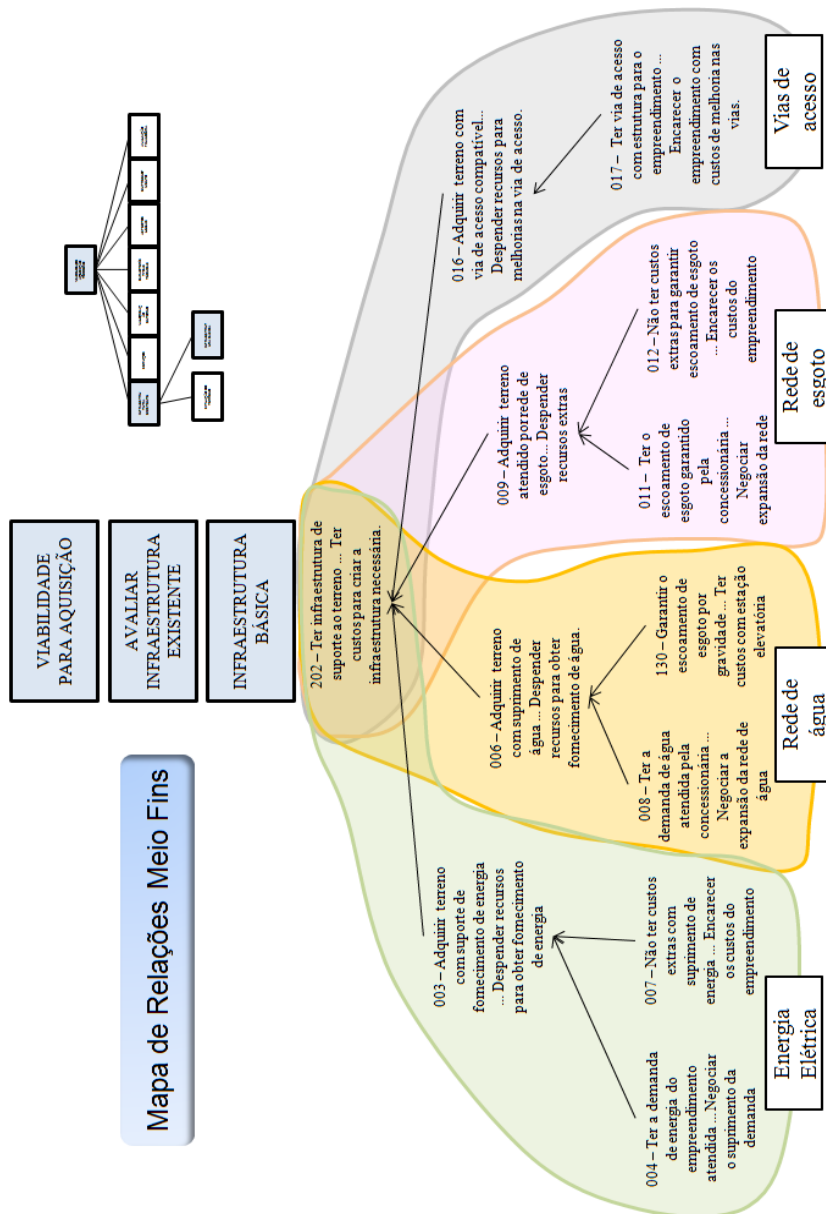 Mapa de Relações Meio Fins
VIABILIDADE
PARA AQUISIÇÃO
AVALIAR
INFRAESTRUTURA
EXISTENTE
INFRAESTRUTURA
BÁSICA
202 – Ter infraestrutura de
suporte ao terreno ... Ter
custos para criar a
infraestrutura necessária.
003 – Adquirir terreno
com suporte de
fornecimento de energia
... Despender recursos
para obter fornecimento
de energia
006 – Adquirir terreno
com suprimento de
água ... Despender
recursos para obter
fornecimento de água.
009 – Adquirir terreno
atendido por rede de
esgoto... Despender
recursos extras
016 – Adquirir terreno com
via de acesso compatível...
Despender recursos para
melhorias na via de acesso.
004 – Ter a demanda
de energia do
empreendimento
atendida ... Negociar
o suprimento da
demanda
007 – Não ter custos
extras com
suprimento de
energia ... Encarecer
os custos do
empreendimento
008 – Ter a
demanda de água
atendida pela
concessionária ...
Negociar a
expansão da rede de
água
130 – Garantir o
escoamento de
esgoto por
gravidade ... Ter
custos com estação
elevatória
011 – Ter o
escoamento de
esgoto garantido
pela
concessionária ...
Negociar
expansão da rede
012 – Não ter custos
extras para garantir
escoamento de esgoto
... Encarecer os
custos do
empreendimento
017 – Ter via de acesso
com estrutura para o
empreendimento ...
Encarecer o
empreendimento com
custos de melhoria nas
vias.
Energia
Elétrica
Rede de
água
Rede de
esgoto
Vias de
acesso